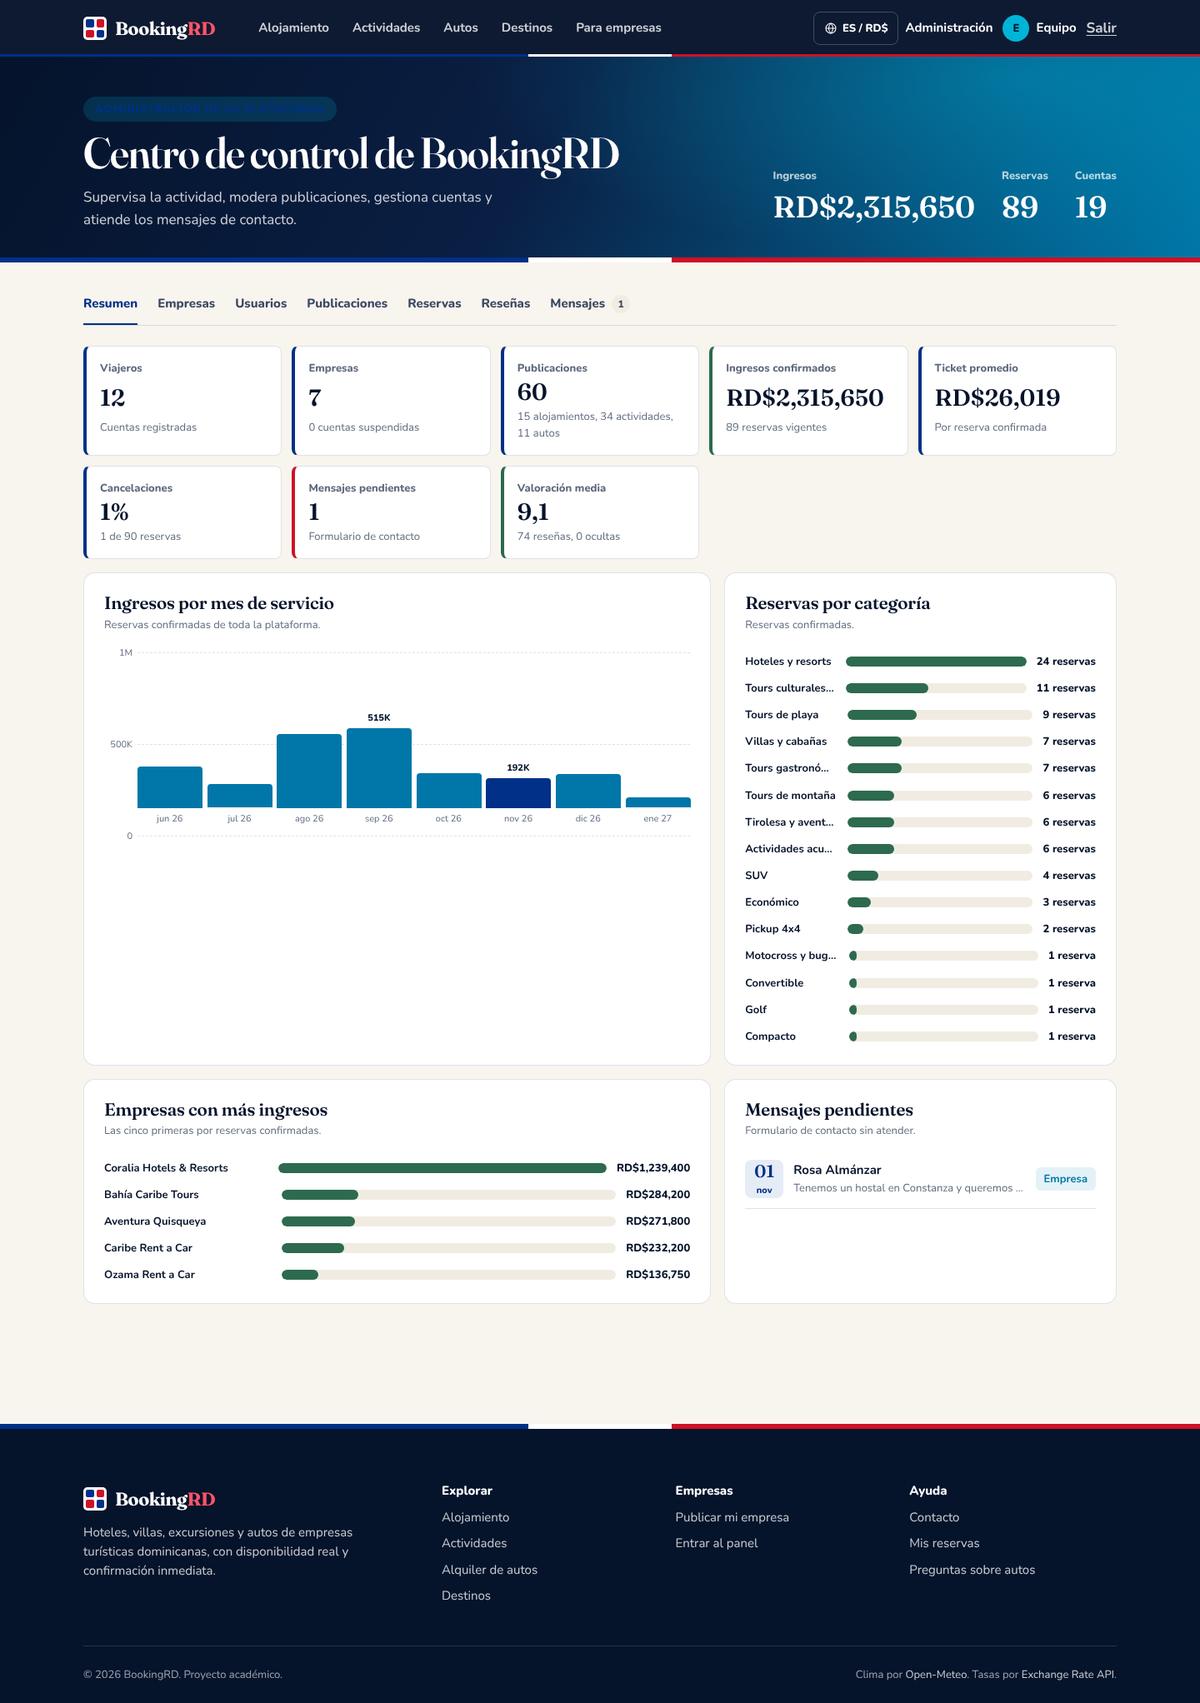 BookingRD
Alojamiento
Actividades
Autos
Destinos
Para empresas
ES / RD$
Administración
E
Equipo
Salir
Centro de control de BookingRD
Supervisa la actividad, modera publicaciones, gestiona cuentas y
atiende los mensajes de contacto.
Ingresos
RD$2,315,650
Reservas
89
Cuentas
19
Resumen
Empresas
Usuarios
Publicaciones
Reservas
Reseñas
Mensajes 1
Viajeros
12
Cuentas registradas
Empresas
7
0 cuentas suspendidas
Publicaciones
60
15 alojamientos, 34 actividades,
11 autos
Ingresos confirmados
RD$2,315,650
89 reservas vigentes
Ticket promedio
RD$26,019
Por reserva confirmada
Cancelaciones
1%
1 de 90 reservas
Mensajes pendientes
1
Formulario de contacto
Valoración media
9,1
74 reseñas, 0 ocultas
Ingresos por mes de servicio
Reservas confirmadas de toda la plataforma.
1M
500K
0
515K
192K
jun 26
jul 26
ago 26
sep 26
oct 26
nov 26
dic 26
ene 27
Reservas por categoría
Reservas confirmadas.
Hoteles y resorts 24 reservas
Tours culturales... 11 reservas
Tours de playa 9 reservas
Villas y cabañas 7 reservas
Tours gastronó... 7 reservas
Tours de montaña 6 reservas
Tirolesa y avent... 6 reservas
Actividades acu... 6 reservas
SUV 4 reservas
Económico 3 reservas
Pickup 4x4 2 reservas
Motocross y bug... 1 reserva
Convertible 1 reserva
Golf 1 reserva
Compacto 1 reserva
Empresas con más ingresos
Las cinco primeras por reservas confirmadas.
Coralia Hotels & Resorts RD$1,239,400
Bahía Caribe Tours RD$284,200
Aventura Quisqueya RD$271,800
Caribe Rent a Car RD$232,200
Ozama Rent a Car RD$136,750
Mensajes pendientes
Formulario de contacto sin atender.
01
nov
Rosa Almánzar
Tenemos un hostal en Constanza y queremos ...
Empresa
BookingRD
Hoteles, villas, excursiones y autos de empresas
turísticas dominicanas, con disponibilidad real y
confirmación inmediata.
Explorar
Alojamiento
Actividades
Alquiler de autos
Destinos
Empresas
Publicar mi empresa
Entrar al panel
Ayuda
Contacto
Mis reservas
Preguntas sobre autos
© 2026 BookingRD. Proyecto académico.
Clima por Open-Meteo. Tasas por Exchange Rate API.